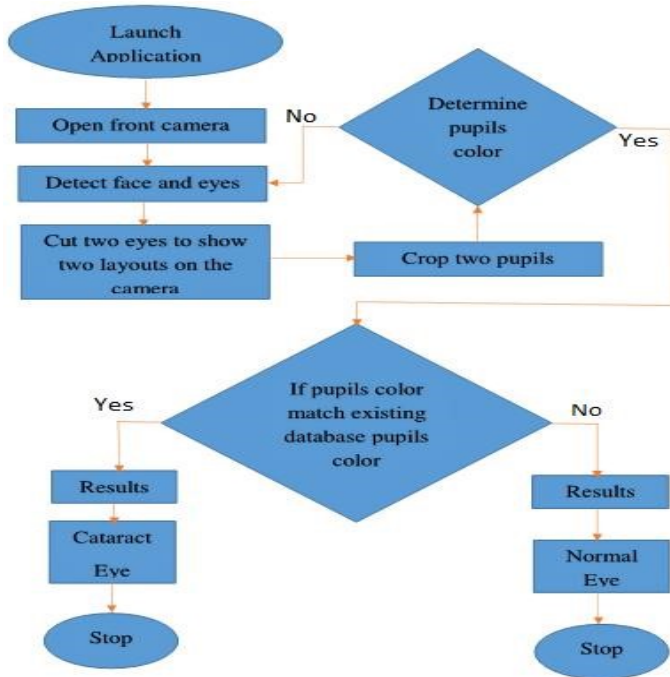 Launch
Application
Open front camera
Detect face and eyes
Cut two eyes to show
two layouts on the
camera
Crop two pupils
Determine
pupils
color
No
Yes
If pupils color
match existing
database pupils
color
Yes
No
Results
Cataract
Eye
Stop
Results
Normal
Eye
Stop